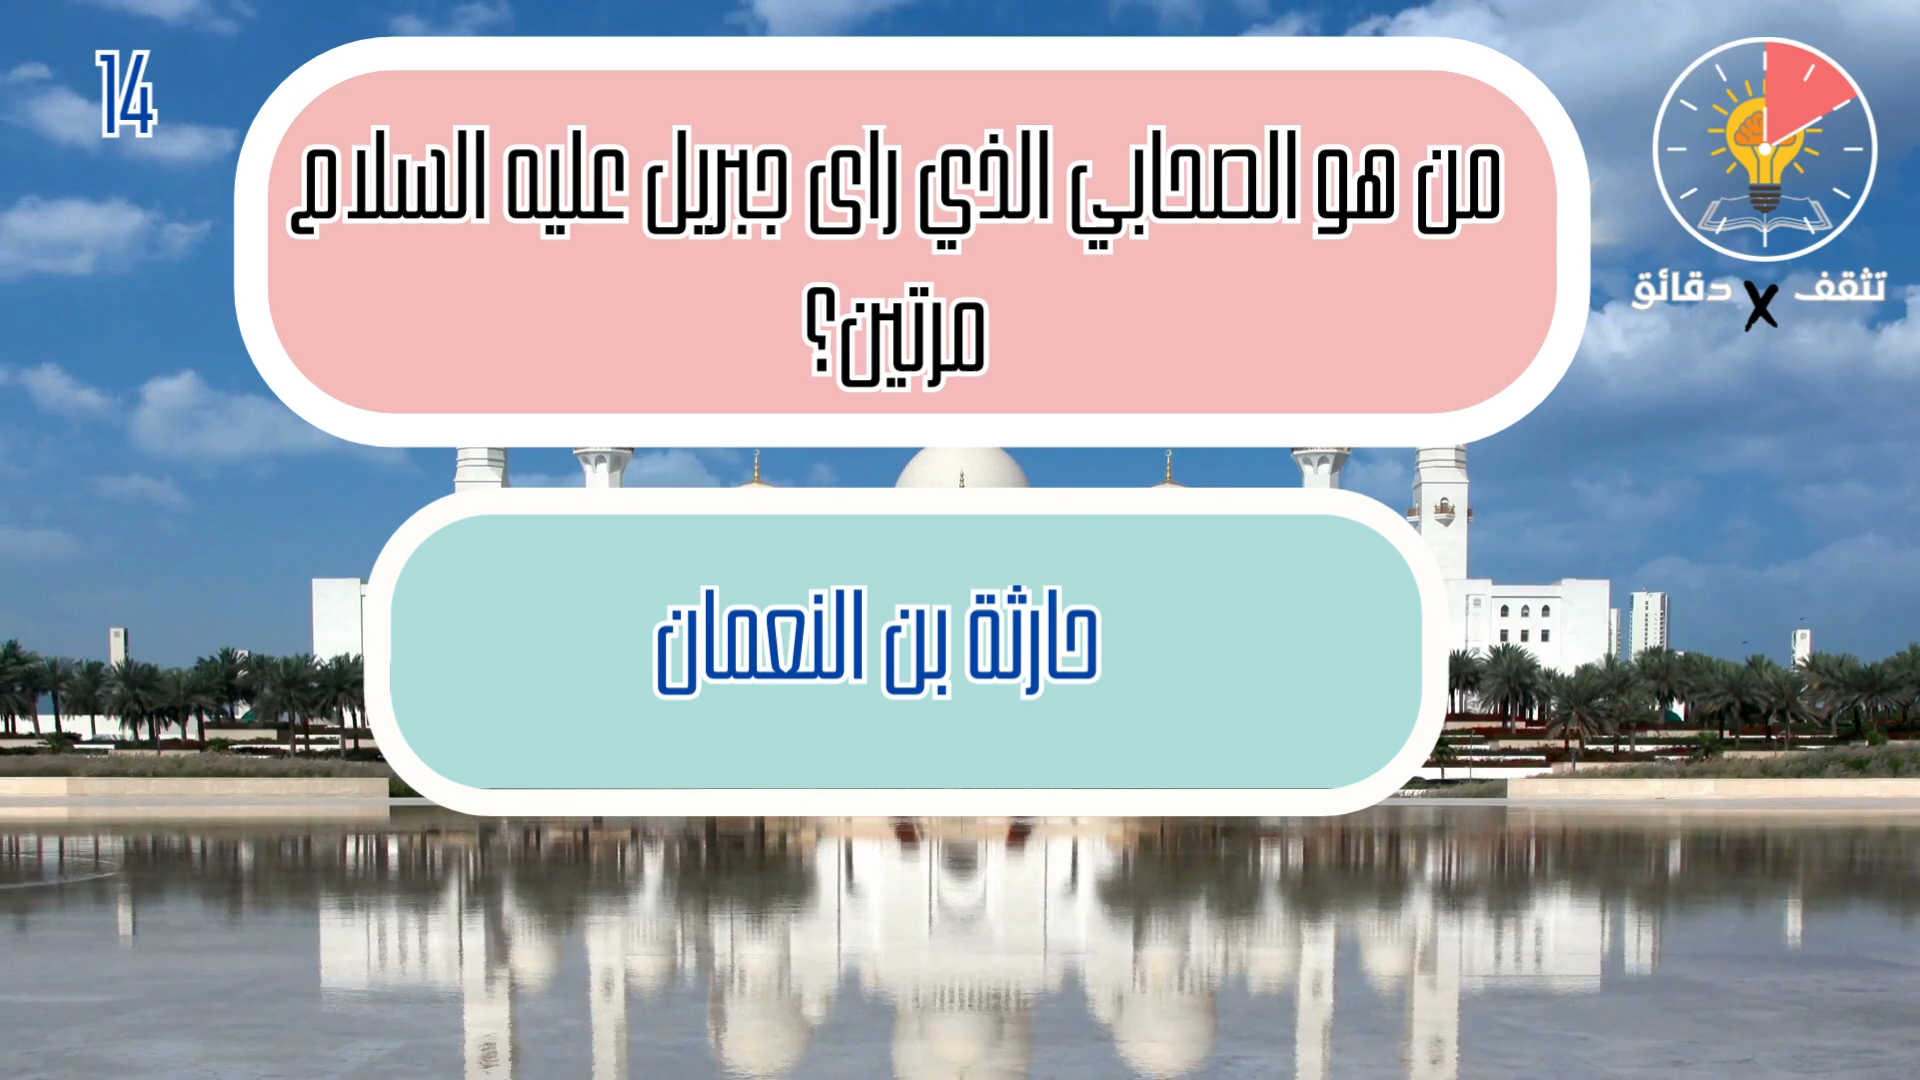 14
من هو الصحابي الذي راى جبريل عليه السلام
مرتين؟
تثقف x دقائق
حارثة بن النعمان